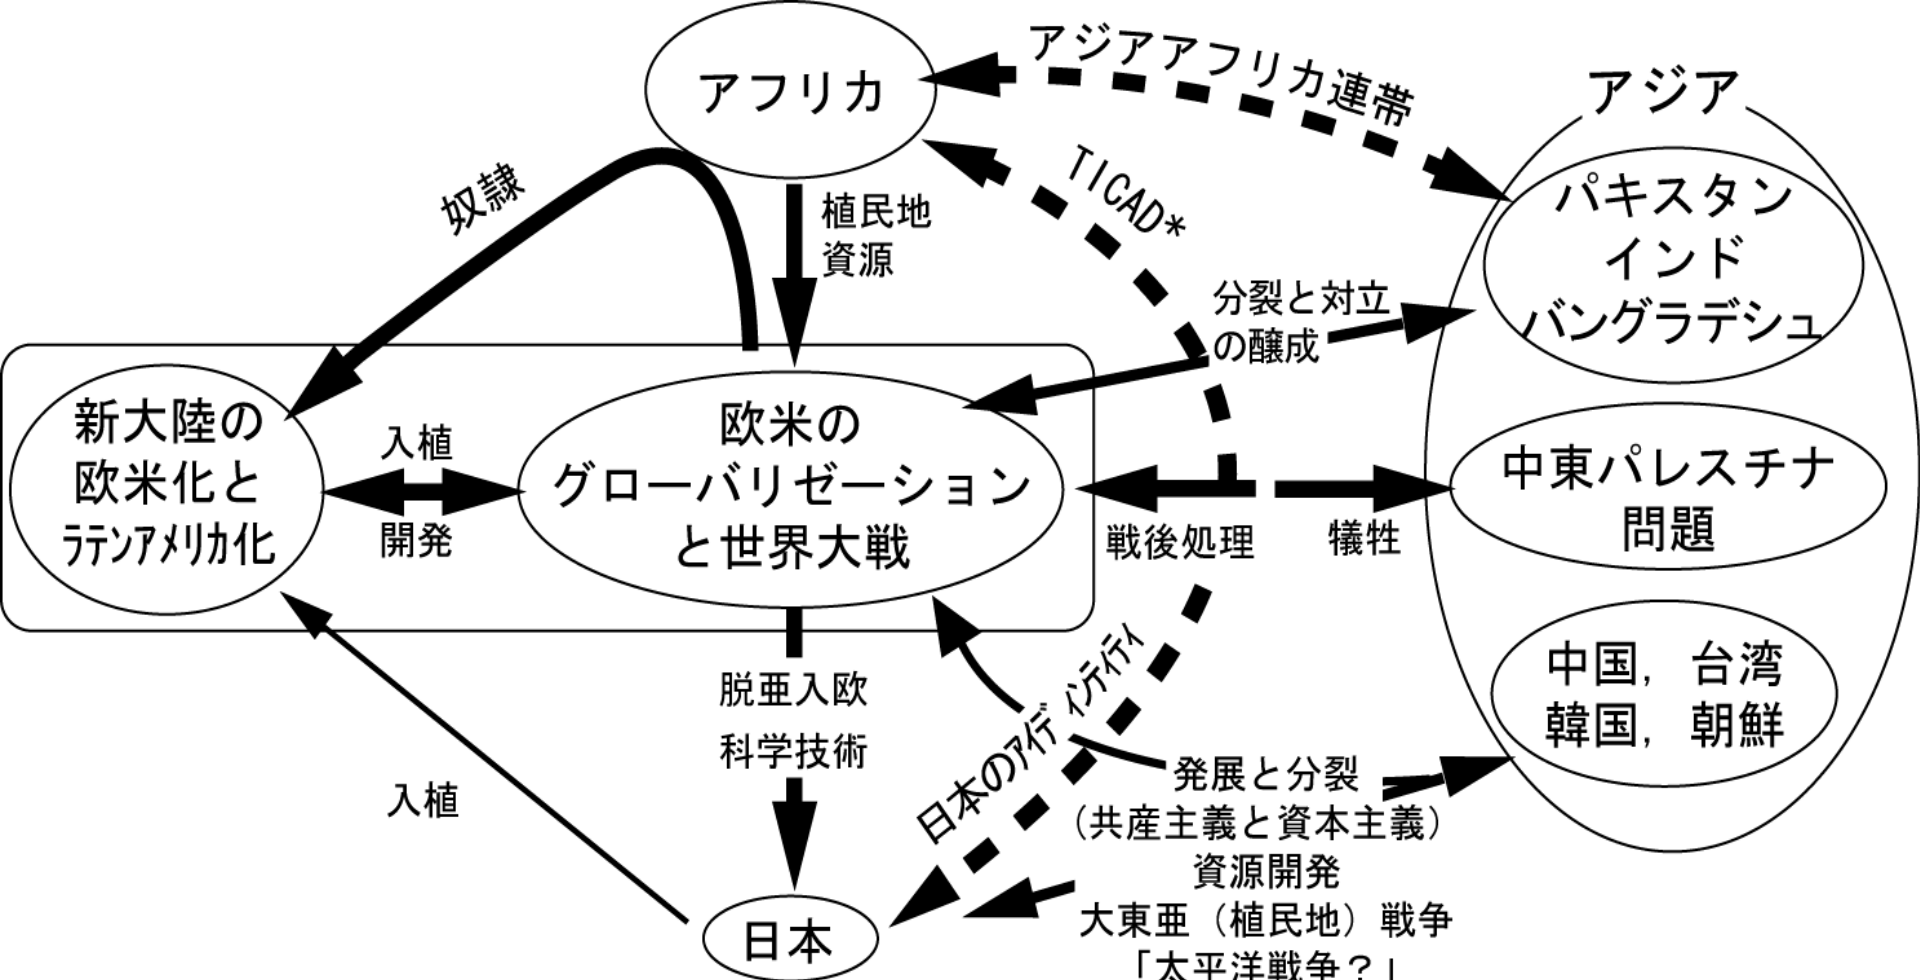 アフリカ
アジアアフリカ連帯
アジア
TICAD*
奴隷
植民地
資源
パキスタン
インド
バングラデシュ
分裂と対立
の醸成
新大陸の
欧米化と
ﾗﾃﾝｱﾒﾘｶ化
入植
開発
欧米の
グローバリゼーション
と世界大戦
戦後処理
犠牲
中東パレスチナ
問題
中国，台湾
韓国，朝鮮
脱亜入欧
科学技術
日本のｱｲﾃﾞｨﾝﾃｨﾃｨ
入植
発展と分裂
（共産主義と資本主義）
資源開発
大東亜（植民地）戦争
「太平洋戦争？」
日本